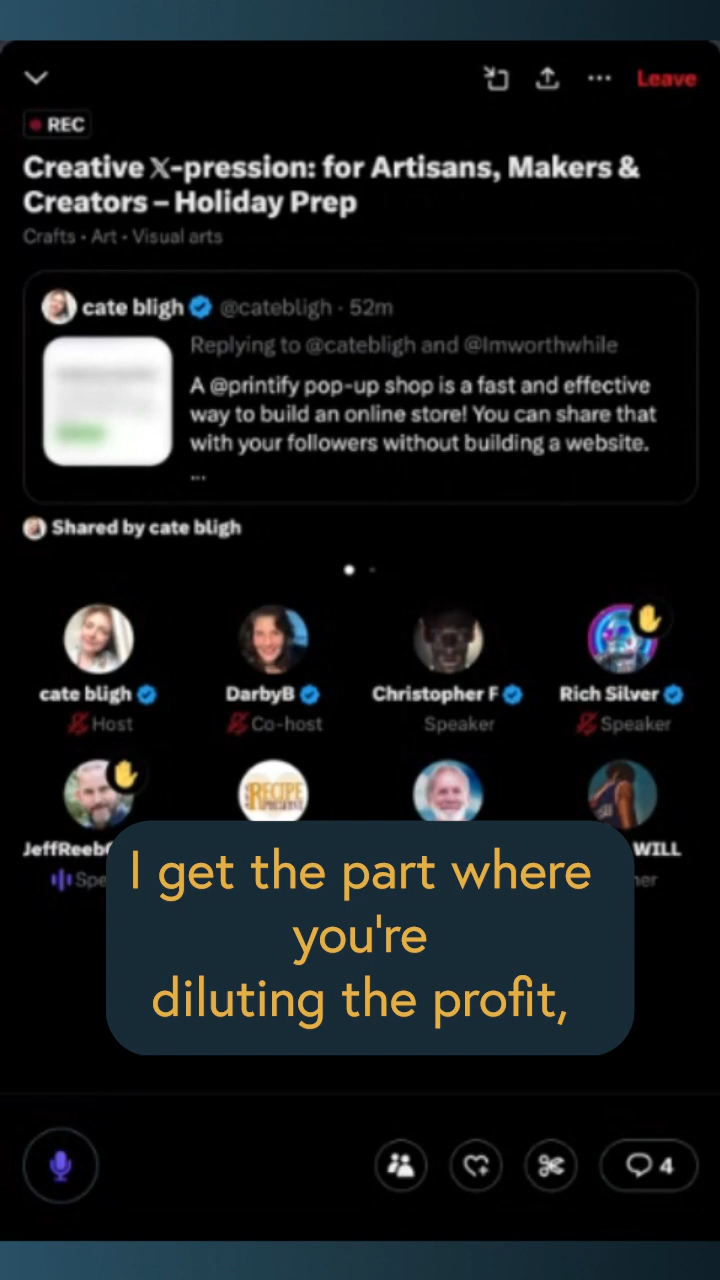 Leave
REC
Creative 𝕏-pression: for Artisans, Makers &
Creators – Holiday Prep
Crafts • Art • Visual arts
cate bligh @catebligh · 52m
Replying to @catebligh and @Imworthwhile
A @printify pop-up shop is a fast and effective
way to build an online store! You can share that
with your followers without building a website.
...
Shared by cate bligh
cate bligh DarbyB Christopher F Rich Silver
Host Co-host Speaker Speaker
RECIPE
JeffReeb WILL
Spe
I get the part where
you're
diluting the profit,
4